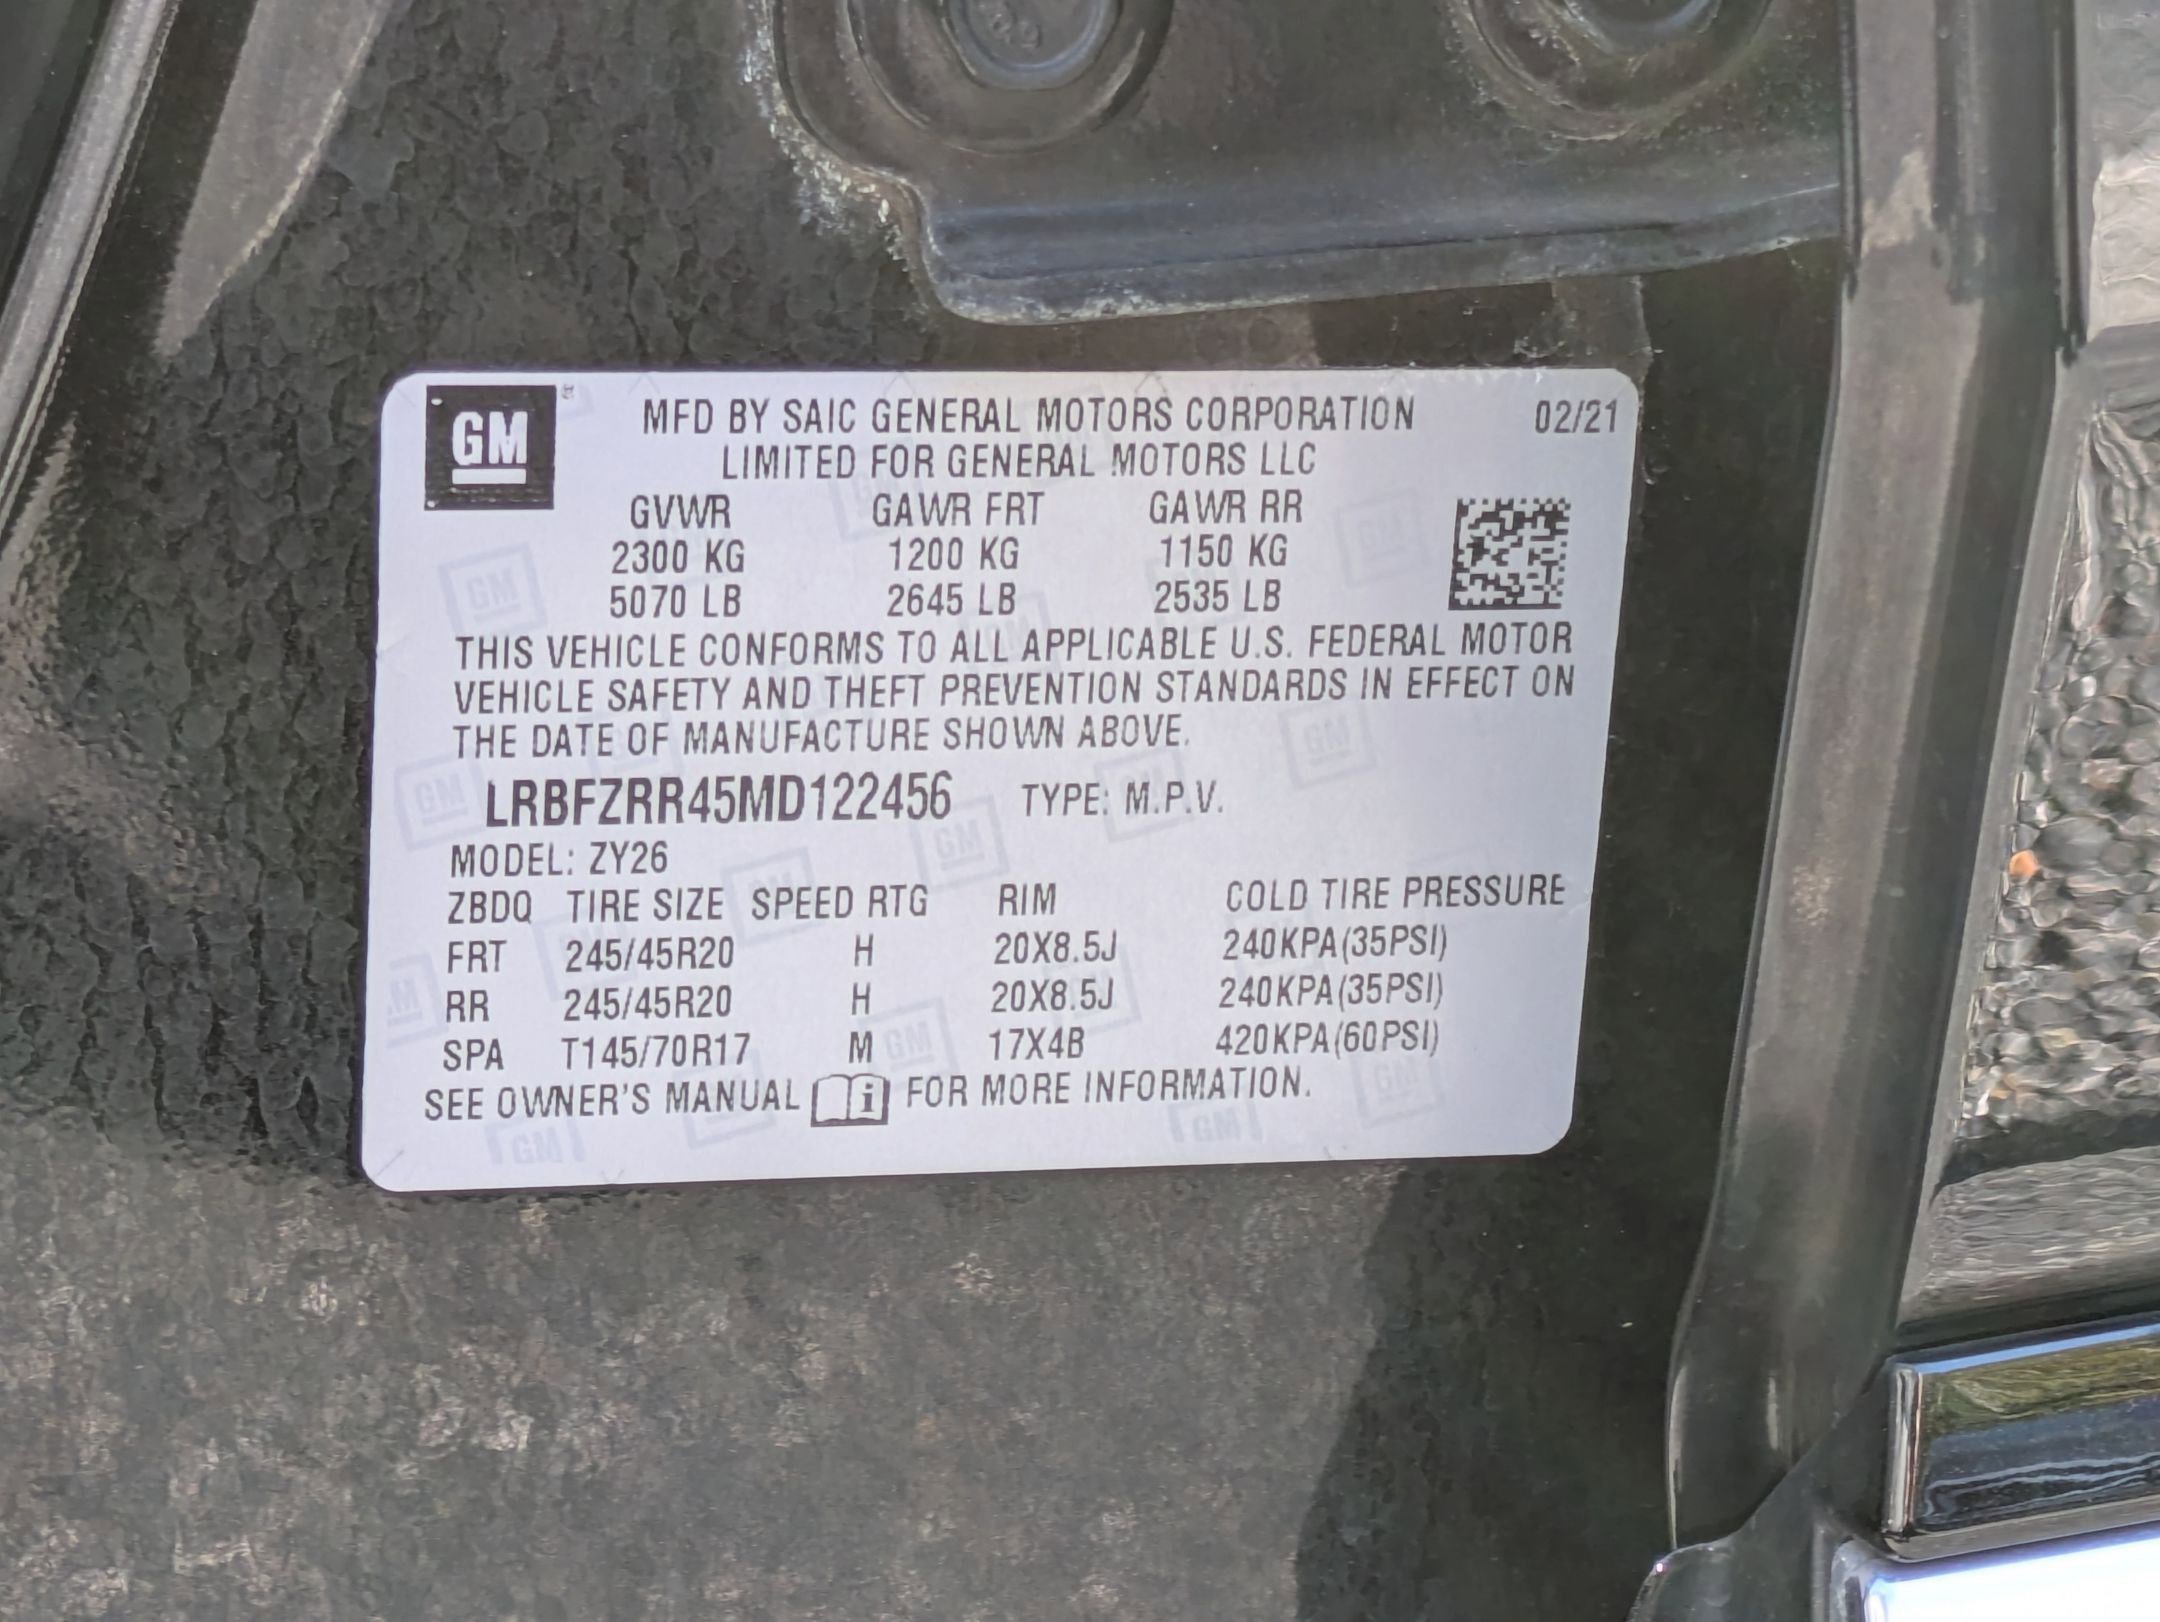 GM ® MFD BY SAIC GENERAL MOTORS CORPORATION 02/21
LIMITED FOR GENERAL MOTORS LLC
GVWR GAWR FRT GAWR RR
2300 KG 1200 KG 1150 KG
5070 LB 2645 LB 2535 LB
THIS VEHICLE CONFORMS TO ALL APPLICABLE U.S. FEDERAL MOTOR
VEHICLE SAFETY AND THEFT PREVENTION STANDARDS IN EFFECT ON
THE DATE OF MANUFACTURE SHOWN ABOVE.
LRBFZRR45MD122456 TYPE: M.P.V.
MODEL: ZY26
ZBDQ TIRE SIZE SPEED RTG RIM COLD TIRE PRESSURE
FRT 245/45R20 H 20X8.5J 240KPA(35PSI)
RR 245/45R20 H 20X8.5J 240KPA(35PSI)
SPA T145/70R17 M 17X4B 420KPA(60PSI)
SEE OWNER'S MANUAL i FOR MORE INFORMATION.